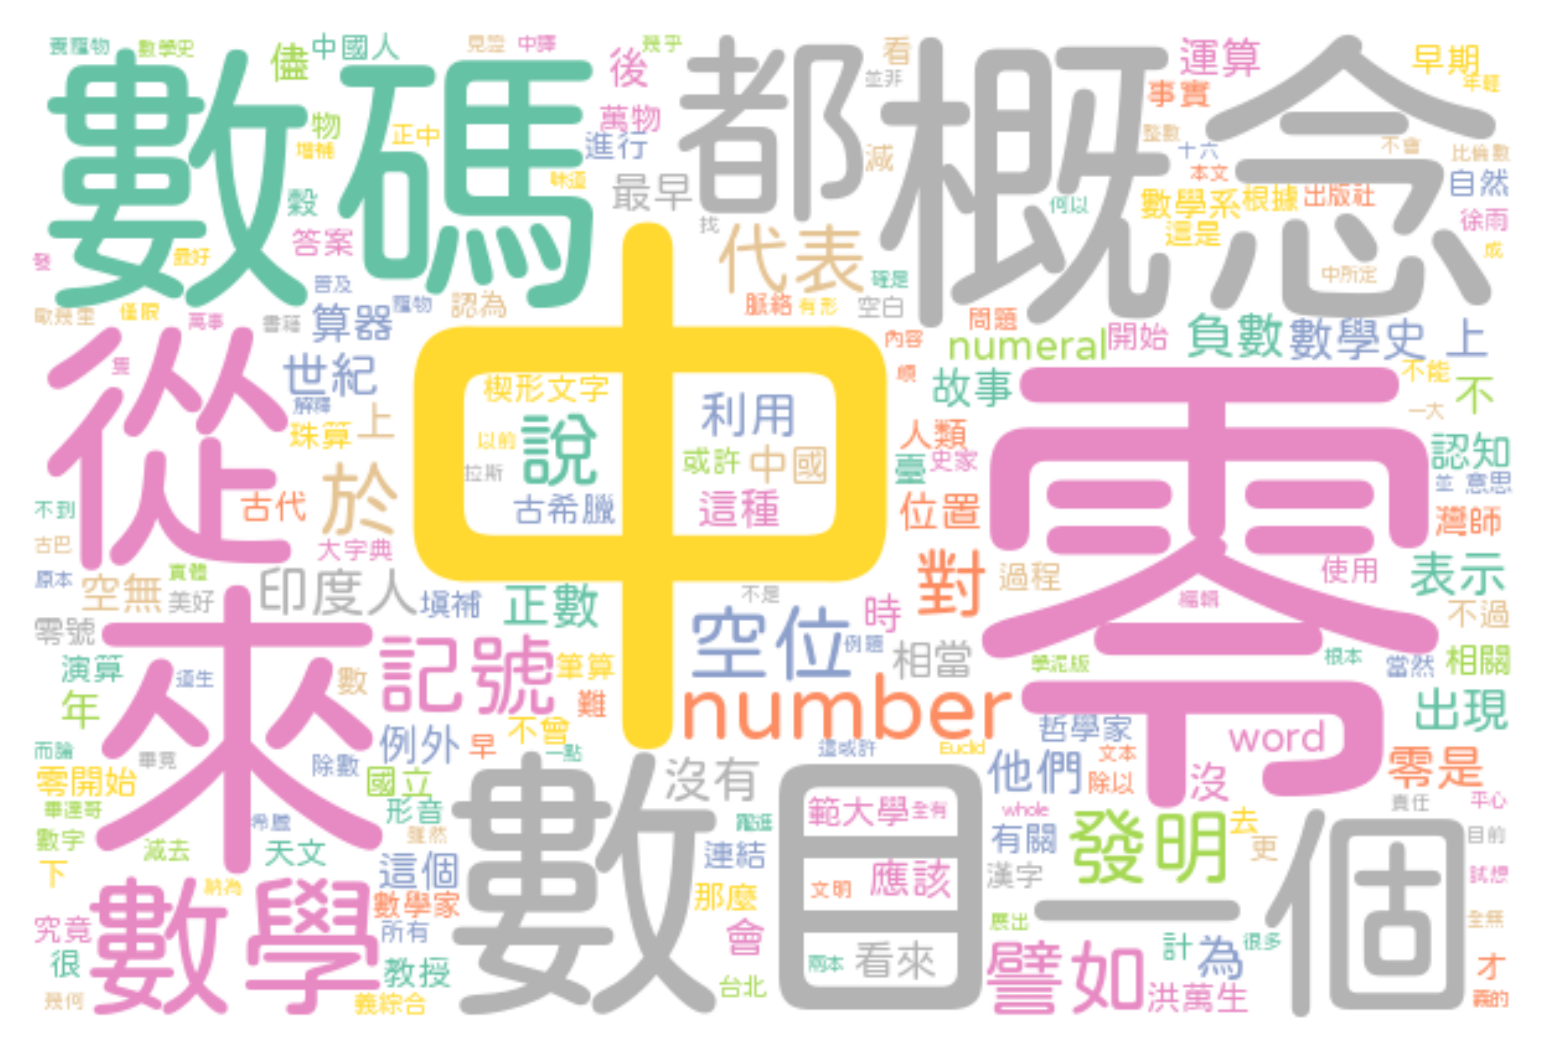 養寵物 數學史 儘 中國人 見證 中譯 後 幾乎 看 運算 早期
數碼 都 概念
物 正中 增補 味道 萬物 進行 減 並非 事實 整數 十六 年輕 不會 比倫數
穀 最早 找 何以 本文 數學系 根據 出版社 自然
答案 代表 這是 徐雨
發 最好 普及 寵物 認為 脈絡 有形 空白 確是 中所定 成
歐幾里 僅限 萬事 書籍 算器 內容 問題 numeral 開始 負數 數學史 上
從 隻 世紀 解釋 中 楔形文字 利用 順 故事 零 不能 不
珠算 上 以前 說 或許 中國 人類 一大
拉斯 臺 史家 認知
不到 古代 於 古希臘 這種 位置 並 意思 灣師
古巴 大字典
原本 空無 實體 美好 印度人 填補 正數 不是 對 過程 使用 表示
零號 空位 例題 時 編輯 不過
來 演算 道生 數 記號 筆算 相當 學泥版 根本 當然 相關
年 難 number 出現
而論 畢竟 例外 早 不曾 一點 這或許 Euclid 哲學家 word
零開始 除數 國立 數目 沒有 他們 文本 除以 沒 零是
畢達哥 希臘 形音 雖然 範大學 全有 whole 責任 平心
數字 減去 天文 躍進 連結 有關 發明 去 一個 目前
下 這個 文明 應該 漢字 更 試想
數學 納為 數學家 那麼 展出 全無
究竟 所有 會 譬如 計 為 很多
很 教授 兩本 看來 才
幾何 義綜合 台北 洪萬生 義的